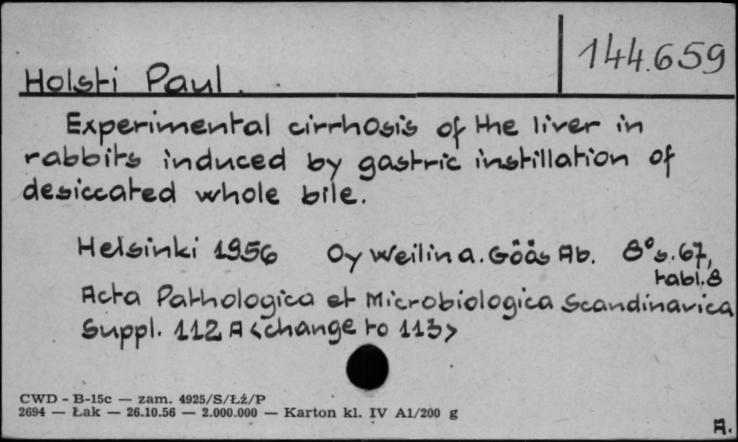 144.659
Holsti Paul.
Experimental cirrhosis of the liver in
rabbits induced by gastric instillation of
desiccated whole bile.
Helsinki 1956 Oy Weilin a. Göös Ab. 8° s. 67,
tabl. 8
Acta Pathologica et Microbiologica Scandinavica
Suppl. 112 A <change to 113>
CWD - B-15c — zam. 4925/S/Łź/P
2694 — Łak — 26.10.56 — 2.000.000 — Karton kl. IV A1/200 g
A.